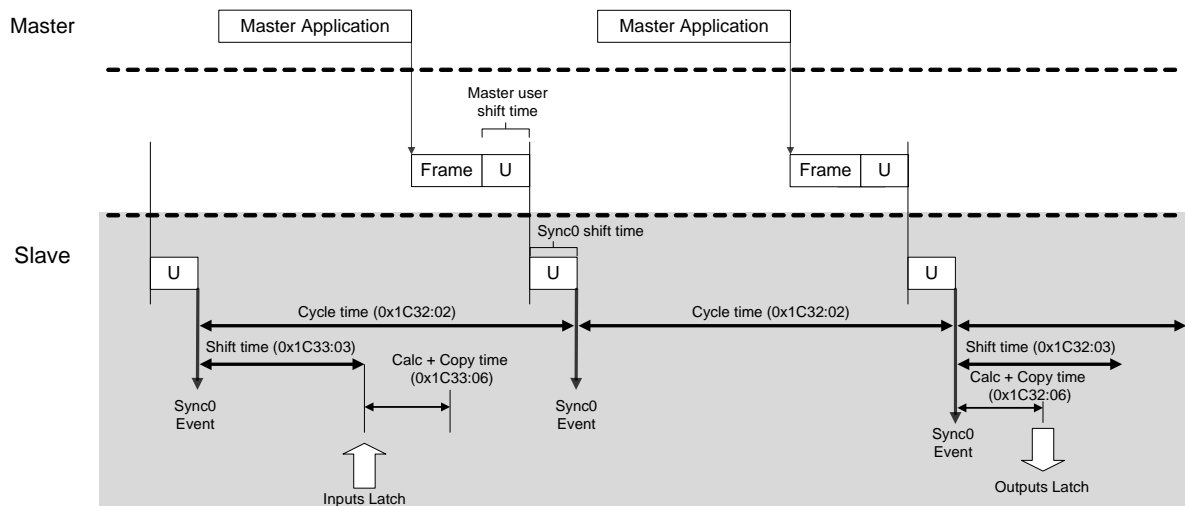 Master
Master Application
Master Application
Master user
shift time
Frame
U
Frame
U
Slave
Sync0 shift time
U
U
U
Cycle time (0x1C32:02)
Cycle time (0x1C32:02)
Shift time (0x1C33:03)
Shift time (0x1C32:03)
Calc + Copy time
(0x1C33:06)
Calc + Copy time
(0x1C32:06)
Sync0
Event
Sync0
Event
Sync0
Event
Inputs Latch
Outputs Latch